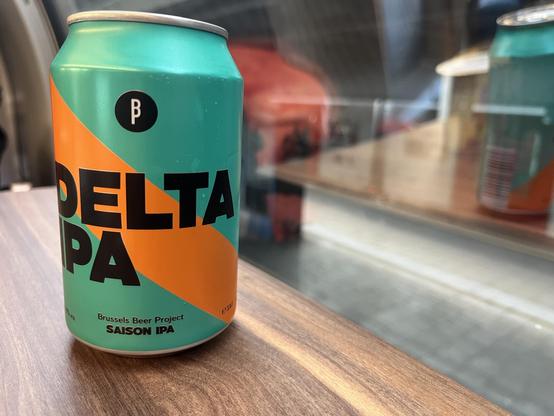 DELTA
IPA
Brussels Beer Project
SAISON IPA